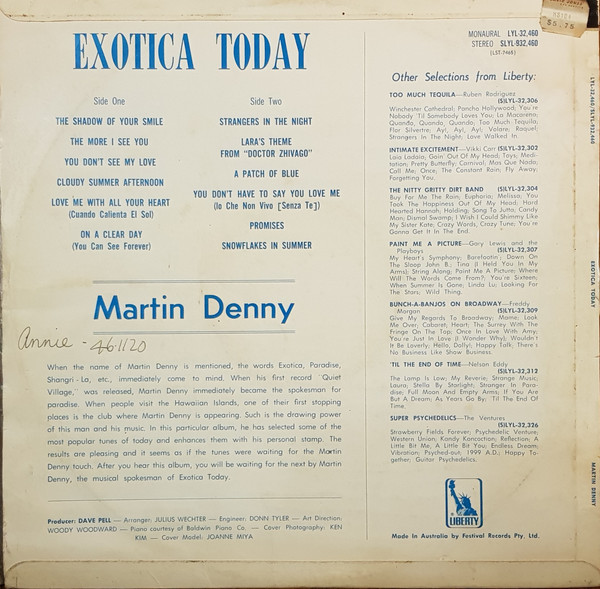 EXOTICA TODAY
MONAURAL LYL-32,460
STEREO SLYL-932,460
(LST-7465)
$5.75
Side One
THE SHADOW OF YOUR SMILE
THE MORE I SEE YOU
YOU DON'T SEE MY LOVE
CLOUDY SUMMER AFTERNOON
LOVE ME WITH ALL YOUR HEART
(Cuando Calienta El Sol)
ON A CLEAR DAY
(You Can See Forever)
Side Two
STRANGERS IN THE NIGHT
LARA'S THEME
FROM "DOCTOR ZHIVAGO"
A PATCH OF BLUE
YOU DON'T HAVE TO SAY YOU LOVE ME
(Io Che Non Vivo [Senza Te])
PROMISES
SNOWFLAKES IN SUMMER
Martin Denny
Annie - 461120
When the name of Martin Denny is mentioned, the words Exotica, Paradise,
Shangri-La, etc., immediately come to mind. When his first record "Quiet
Village," was released, Martin Denny immediately became the spokesman for
paradise. When people visit the Hawaiian Islands, one of their first stopping
places is the club where Martin Denny is appearing. Such is the drawing power
of this man and his music. In this particular album, he has selected some of the
most popular tunes of today and enhances them with his personal stamp. The
results are pleasing and it seems as if the tunes were waiting for the Martin
Denny touch. After you hear this album, you will be waiting for the next by Martin
Denny, the musical spokesman of Exotica Today.
Producer: DAVE PELL — Arranger: JULIUS WECHTER — Engineer: DONN TYLER — Art Direction:
WOODY WOODWARD — Piano courtesy of Baldwin Piano Co. — Cover Photography: KEN
KIM — Cover Model: JOANNE MIYA
Other Selections from Liberty:
TOO MUCH TEQUILA—Ruben Rodriguez
(S)LYL-32,306
Winchester Cathedral; Pancho Hollywood; You're
Nobody 'Til Somebody Loves You; La Macarena;
Quando, Quando, Quando; Too Much Tequila;
Flor Silvestre; Ay!, Ay!, Ay!; Volare; Raquel;
Strangers In The Night; Love Walked In.
INTIMATE EXCITEMENT—Vikki Carr (S)LYL-32,302
Laia Ladaia; Goin' Out Of My Head; Toys; Medi-
tation; Pretty Butterfly; Carnival; May; Always;
Call Me; Once; The Constant Rain; Fly Away;
Forgetting You.
THE NITTY GRITTY DIRT BAND (S)LYL-32,304
Buy For Me The Rain; Euphoria; Melissa; You
Took The Happiness Out Of My Head; Hard
Hearted Hannah; Holding; Song To Jutta; Candy
Man; Dismal Swamp; I Wish I Could Shimmy Like
My Sister Kate; Crazy Words, Crazy Tune; You're
Gonna Get It In The End.
PAINT ME A PICTURE—Gary Lewis and the
Playboys (S)LYL-32,307
My Heart's Symphony; Barefootin'; Down On
The Sloop John B.; Tina (I Held You In My
Arms); String Along; Paint Me A Picture; Where
Will The Words Come From?; You're Sixteen;
When Summer Is Gone; Linda Lu; Looking For
The Stars; Wild Thing.
BUNCH-A-BANJOS ON BROADWAY—Freddy
Morgan (S)LYL-32,309
Give My Regards To Broadway; Mame; Look
Me Over; Cabaret; Heart; The Surrey With The
Fringe On The Top; Once In Love With Amy;
You're Just In Love (I Wonder Why); Wouldn't
It Be Loverly; Hello, Dolly!; Happy Talk; There's
No Business Like Show Business.
'TIL THE END OF TIME—Nelson Eddy
(S)LYL-32,312
The Lamp Is Low; My Reverie; Strange Music;
Laura; Stella By Starlight; Stranger In Para-
dise; Full Moon And Empty Arms; If You Are
But A Dream; As Years Go By; 'Til The End Of
Time.
SUPER PSYCHEDELICS—The Ventures
(S)LYL-32,326
Strawberry Fields Forever; Psychedelic Venture;
Western Union; Kandy Koncoction; Reflection; A
Little Bit Me, A Little Bit You; Endless Dream;
Vibration; Psyched-out; 1999 A.D.; Happy To-
gether; Guitar Psychedelics.
LIBERTY
Made In Australia by Festival Records Pty. Ltd.
LYL-32,460/SLYL-932,460
EXOTICA TODAY
MARTIN DENNY